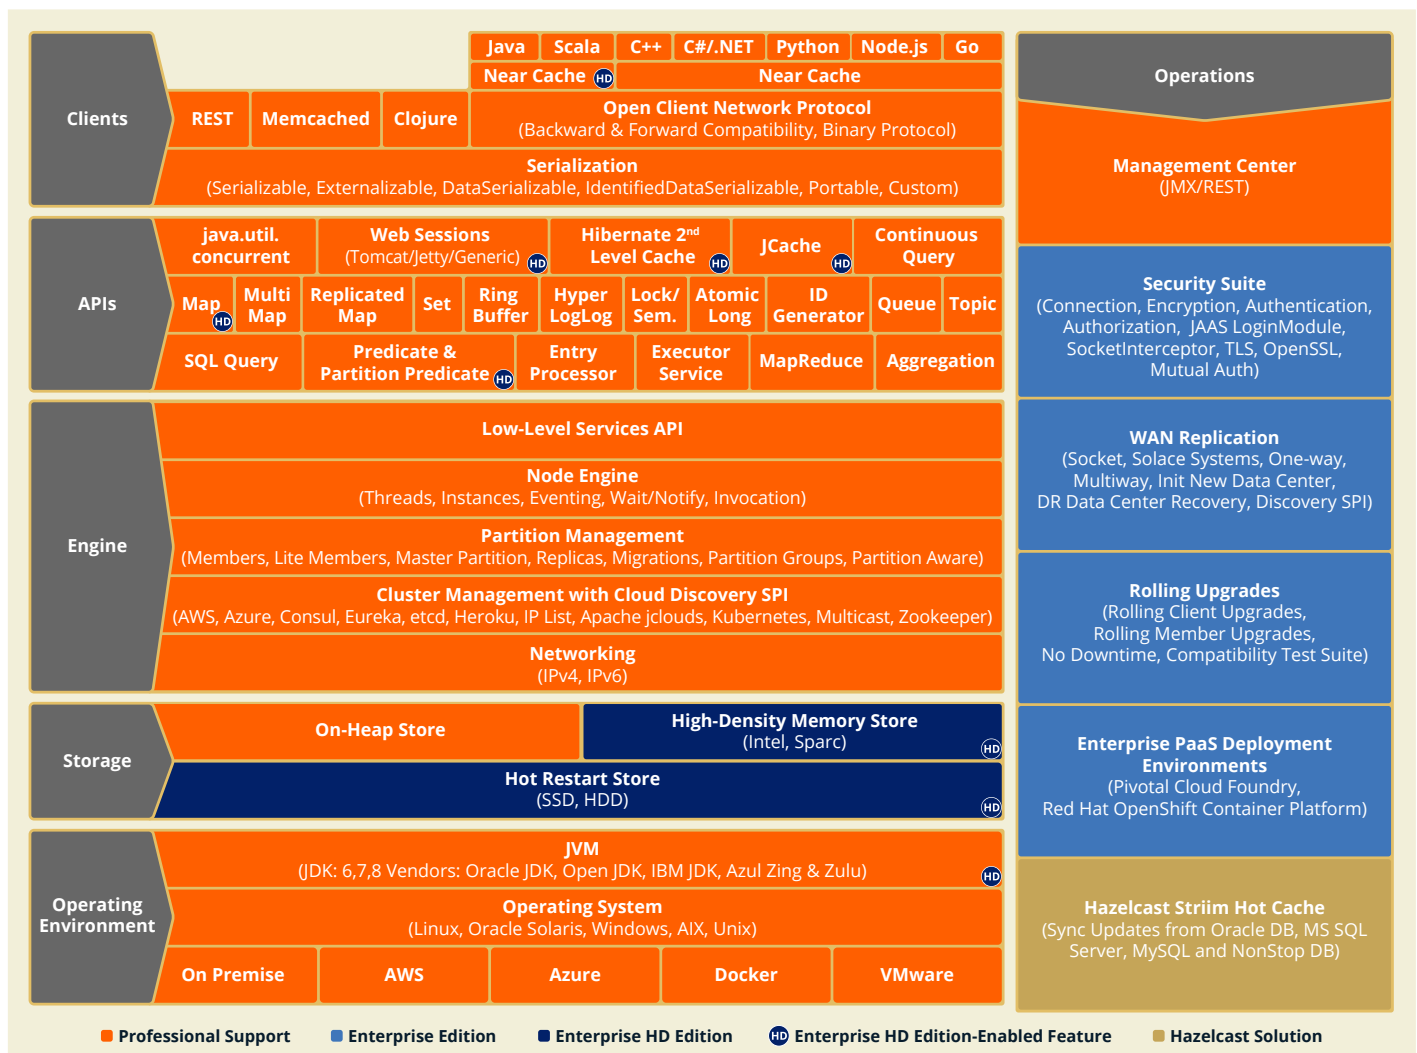 Java
Scala
C++
C#/.NET
Python
Node.js
Go
Near Cache HD
Near Cache
Clients
REST
Memcached
Clojure
Open Client Network Protocol
(Backward & Forward Compatibility, Binary Protocol)
Serialization
(Serializable, Externalizable, DataSerializable, IdentifiedDataSerializable, Portable, Custom)
APIs
java.util.
concurrent
Web Sessions
(Tomcat/Jetty/Generic) HD
Hibernate 2nd
Level Cache HD
JCache
HD
Continuous
Query
Map
HD
Multi
Map
Replicated
Map
Set
Ring
Buffer
Hyper
LogLog
Lock/
Sem.
Atomic
Long
ID
Generator
Queue
Topic
SQL Query
Predicate &
Partition Predicate HD
Entry
Processor
Executor
Service
MapReduce
Aggregation
Engine
Low-Level Services API
Node Engine
(Threads, Instances, Eventing, Wait/Notify, Invocation)
Partition Management
(Members, Lite Members, Master Partition, Replicas, Migrations, Partition Groups, Partition Aware)
Cluster Management with Cloud Discovery SPI
(AWS, Azure, Consul, Eureka, etcd, Heroku, IP List, Apache jclouds, Kubernetes, Multicast, Zookeeper)
Networking
(IPv4, IPv6)
Storage
On-Heap Store
High-Density Memory Store
(Intel, Sparc)
HD
Hot Restart Store
(SSD, HDD)
HD
Operating
Environment
JVM
(JDK: 6,7,8 Vendors: Oracle JDK, Open JDK, IBM JDK, Azul Zing & Zulu)
HD
Operating System
(Linux, Oracle Solaris, Windows, AIX, Unix)
On Premise
AWS
Azure
Docker
VMware
Operations
Management Center
(JMX/REST)
Security Suite
(Connection, Encryption, Authentication,
Authorization, JAAS LoginModule,
SocketInterceptor, TLS, OpenSSL,
Mutual Auth)
WAN Replication
(Socket, Solace Systems, One-way,
Multiway, Init New Data Center,
DR Data Center Recovery, Discovery SPI)
Rolling Upgrades
(Rolling Client Upgrades,
Rolling Member Upgrades,
No Downtime, Compatibility Test Suite)
Enterprise PaaS Deployment
Environments
(Pivotal Cloud Foundry,
Red Hat OpenShift Container Platform)
Hazelcast Striim Hot Cache
(Sync Updates from Oracle DB, MS SQL
Server, MySQL and NonStop DB)
Professional Support
Enterprise Edition
Enterprise HD Edition
HD Enterprise HD Edition-Enabled Feature
Hazelcast Solution